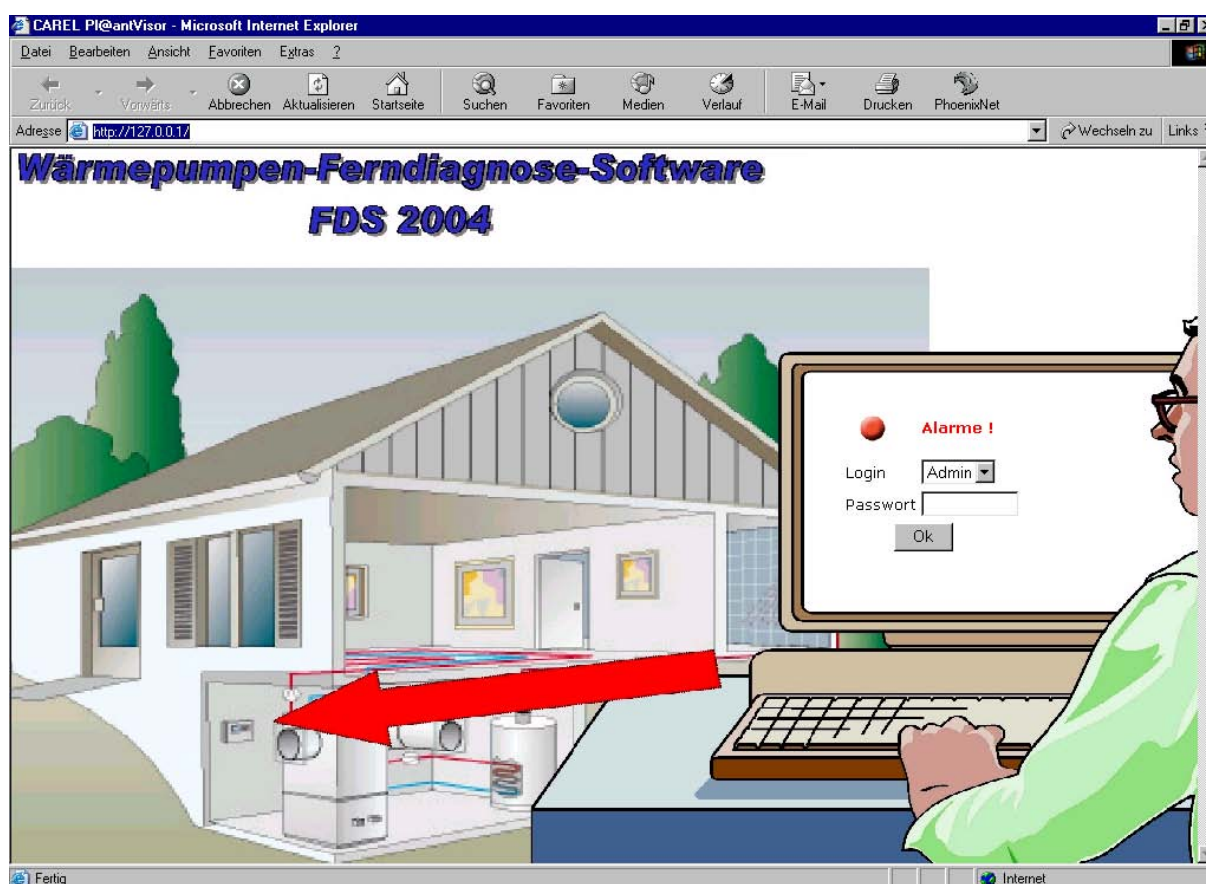 CAREL Pl@antVisor - Microsoft Internet Explorer
Datei Bearbeiten Ansicht Favoriten Extras ?
Zurück Vorwärts Abbrechen Aktualisieren Startseite Suchen Favoriten Medien Verlauf E-Mail Drucken PhoenixNet
Adresse http://127.0.0.1/ Wechseln zu Links
Wärmepumpen-Ferndiagnose-Software
FDS 2004
Alarme !
Login Admin
Passwort
Ok
Fertig Internet